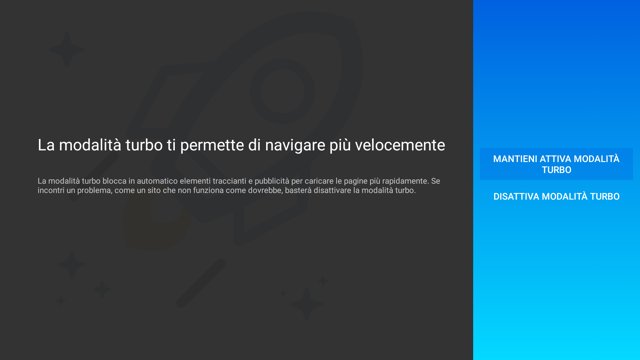 La modalità turbo ti permette di navigare più velocemente
La modalità turbo blocca in automatico elementi traccianti e pubblicità per caricare le pagine più rapidamente. Se
incontri un problema, come un sito che non funziona come dovrebbe, basterà disattivare la modalità turbo.
MANTIENI ATTIVA MODALITÀ
TURBO
DISATTIVA MODALITÀ TURBO